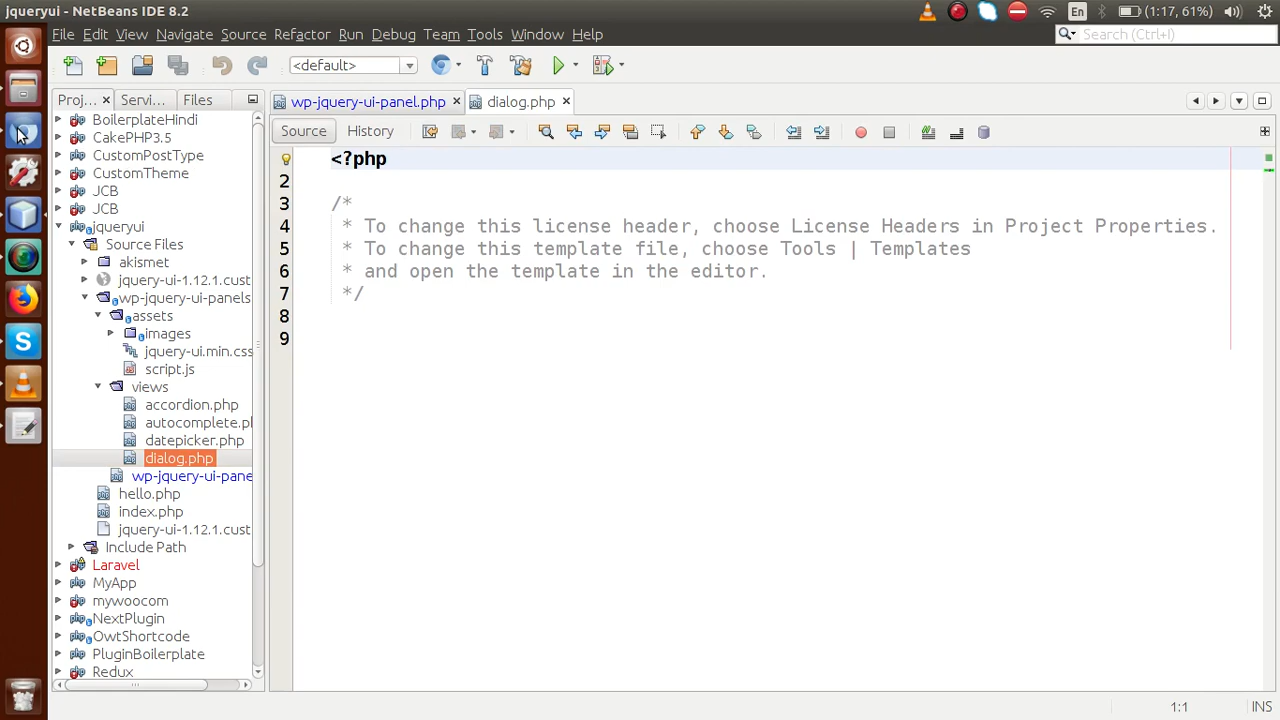 jqueryui - NetBeans IDE 8.2
En
(1:17, 61%)
File Edit View Navigate Source Refactor Run Debug Team Tools Window Help
Search (Ctrl+I)
<default>
Proj... Servi... Files
wp-jquery-ui-panel.php dialog.php
Source History
BoilerplateHindi
CakePHP3.5
CustomPostType
CustomTheme
JCB
JCB
jqueryui
Source Files
akismet
jquery-ui-1.12.1.cust
wp-jquery-ui-panels
assets
images
jquery-ui.min.css
script.js
views
accordion.php
autocomplete.p
datepicker.php
dialog.php
wp-jquery-ui-pane
hello.php
index.php
jquery-ui-1.12.1.cust
Include Path
Laravel
MyApp
mywoocom
NextPlugin
OwtShortcode
PluginBoilerplate
Redux
<?php
2
3 /*
4 * To change this license header, choose License Headers in Project Properties.
5 * To change this template file, choose Tools | Templates
6 * and open the template in the editor.
7 */
8
9
1:1 INS